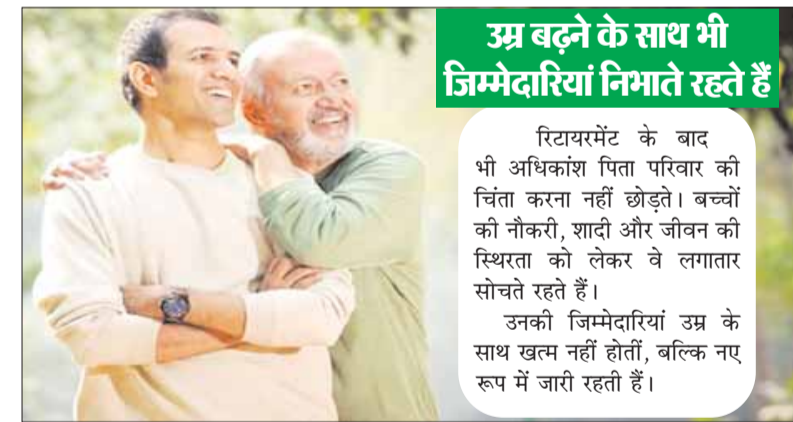 उम्र बढ़ने के साथ भी
जिम्मेदारियां निभाते रहते हैं
रिटायरमेंट के बाद
भी अधिकांश पिता परिवार की
चिंता करना नहीं छोड़ते। बच्चों
की नौकरी, शादी और जीवन की
स्थिरता को लेकर वे लगातार
सोचते रहते हैं।
उनकी जिम्मेदारियां उम्र के
साथ खत्म नहीं होतीं, बल्कि नए
रूप में जारी रहती हैं।